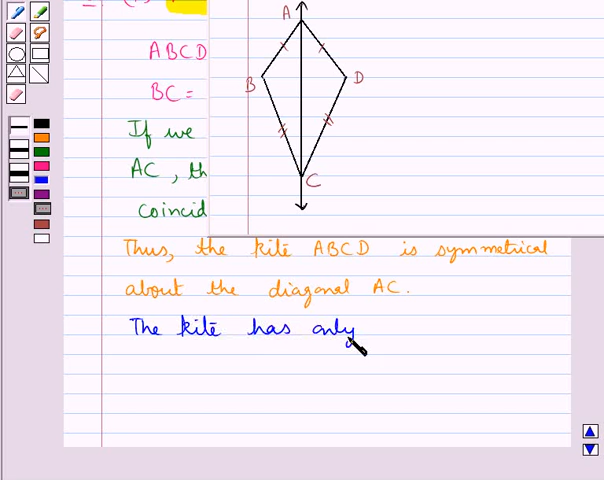 ABCD
BC =
If we
AC, th
coincid
A
B
D
C
Thus, the kite ABCD is symmetrical
about the diagonal AC.
The kite has only